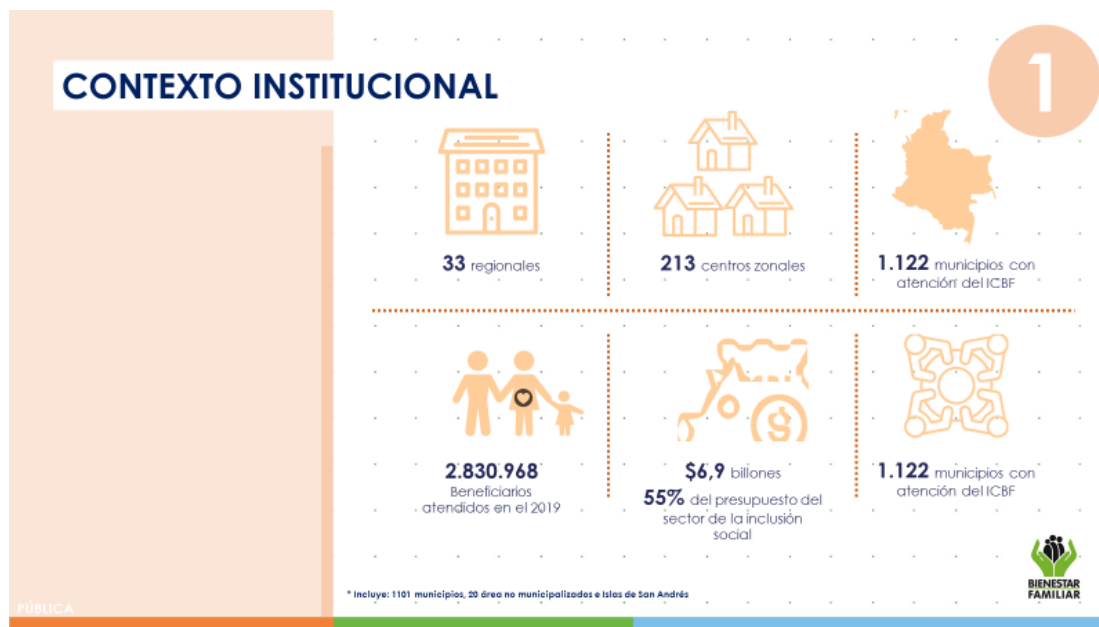 1
CONTEXTO INSTITUCIONAL
33 regionales
213 centros zonales
1.122 municipios con
atención del ICBF
2.830.968
Beneficiarios
atendidos en el 2019
$6,9 billones
55% del presupuesto del
sector de la inclusión
social
1.122 municipios con
atención del ICBF
BIENESTAR
FAMILIAR
* Incluye: 1101 municipios, 20 área no municipalizados e Islas de San Andrés
PÚBLICA